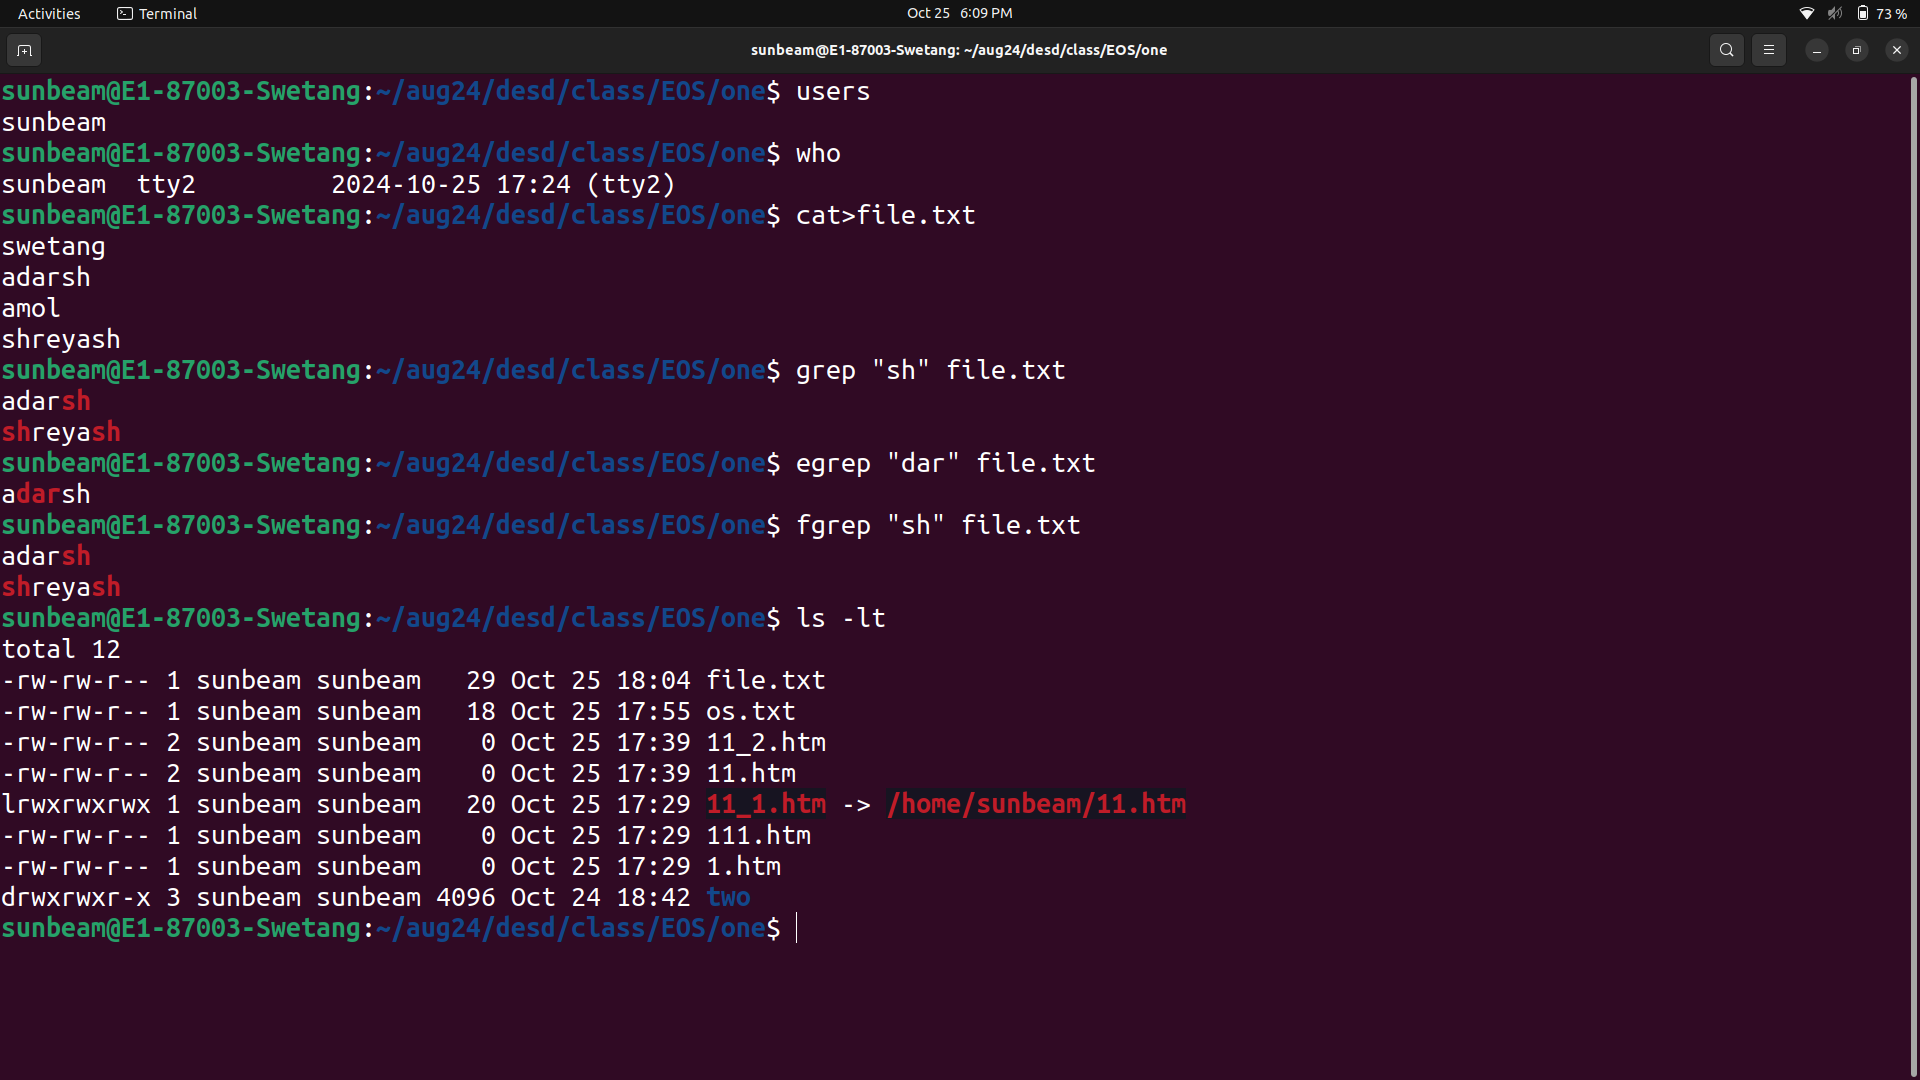 Activities Terminal Oct 25 6:09 PM 73 %
sunbeam@E1-87003-Swetang: ~/aug24/desd/class/EOS/one
sunbeam@E1-87003-Swetang:~/aug24/desd/class/EOS/one$ users
sunbeam
sunbeam@E1-87003-Swetang:~/aug24/desd/class/EOS/one$ who
sunbeam  tty2         2024-10-25 17:24 (tty2)
sunbeam@E1-87003-Swetang:~/aug24/desd/class/EOS/one$ cat>file.txt
swetang
adarsh
amol
shreyash
sunbeam@E1-87003-Swetang:~/aug24/desd/class/EOS/one$ grep "sh" file.txt
adarsh
shreyash
sunbeam@E1-87003-Swetang:~/aug24/desd/class/EOS/one$ egrep "dar" file.txt
adarsh
sunbeam@E1-87003-Swetang:~/aug24/desd/class/EOS/one$ fgrep "sh" file.txt
adarsh
shreyash
sunbeam@E1-87003-Swetang:~/aug24/desd/class/EOS/one$ ls -lt
total 12
-rw-rw-r-- 1 sunbeam sunbeam   29 Oct 25 18:04 file.txt
-rw-rw-r-- 1 sunbeam sunbeam   18 Oct 25 17:55 os.txt
-rw-rw-r-- 2 sunbeam sunbeam    0 Oct 25 17:39 11_2.htm
-rw-rw-r-- 2 sunbeam sunbeam    0 Oct 25 17:39 11.htm
lrwxrwxrwx 1 sunbeam sunbeam   20 Oct 25 17:29 11_1.htm -> /home/sunbeam/11.htm
-rw-rw-r-- 1 sunbeam sunbeam    0 Oct 25 17:29 111.htm
-rw-rw-r-- 1 sunbeam sunbeam    0 Oct 25 17:29 1.htm
drwxrwxr-x 3 sunbeam sunbeam 4096 Oct 24 18:42 two
sunbeam@E1-87003-Swetang:~/aug24/desd/class/EOS/one$